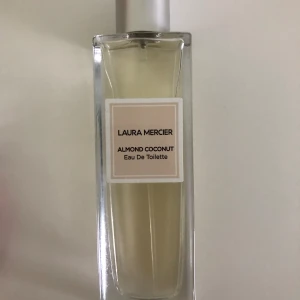 LAURA MERCIER
ALMOND COCONUT
Eau De Toilette